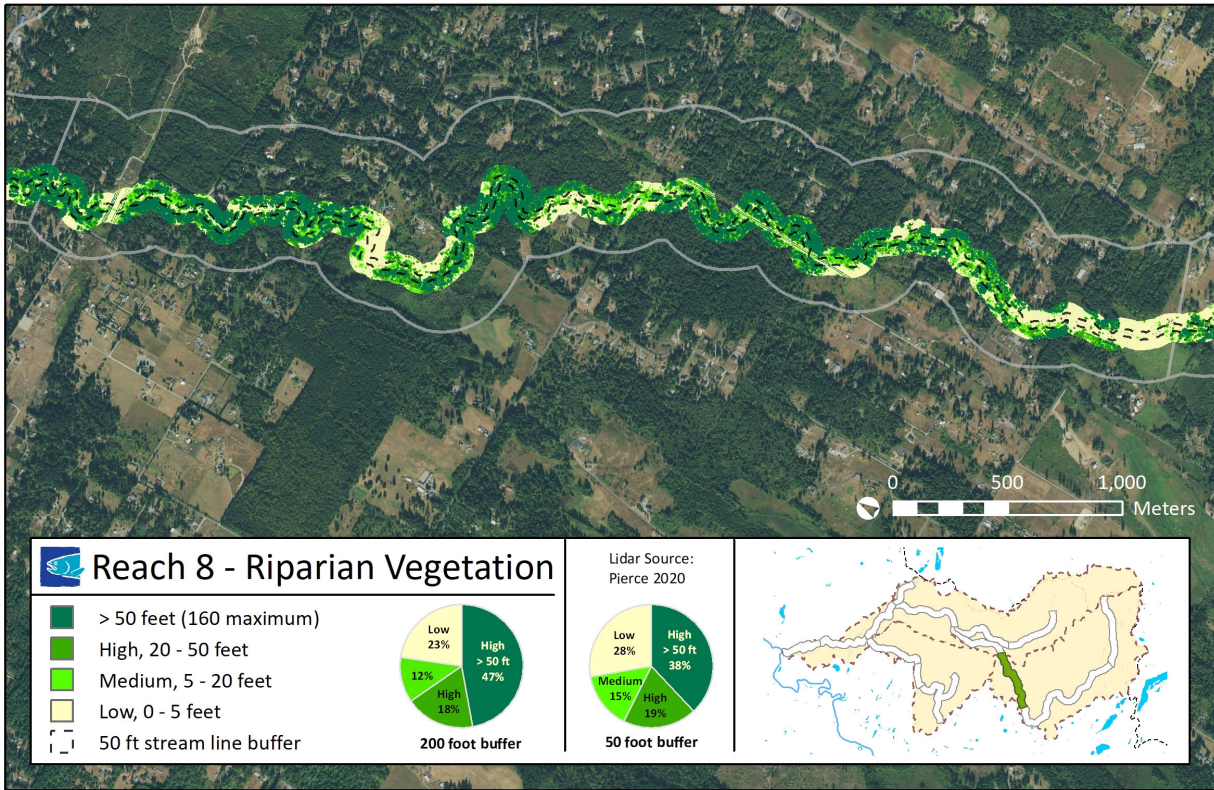 0 500 1,000
Meters
Reach 8 - Riparian Vegetation
> 50 feet (160 maximum)
High, 20 - 50 feet
Medium, 5 - 20 feet
Low, 0 - 5 feet
50 ft stream line buffer
Low
23%
High
> 50 ft
47%
12%
High
18%
200 foot buffer
Lidar Source:
Pierce 2020
Low
28%
High
> 50 ft
38%
Medium
15%
High
19%
50 foot buffer